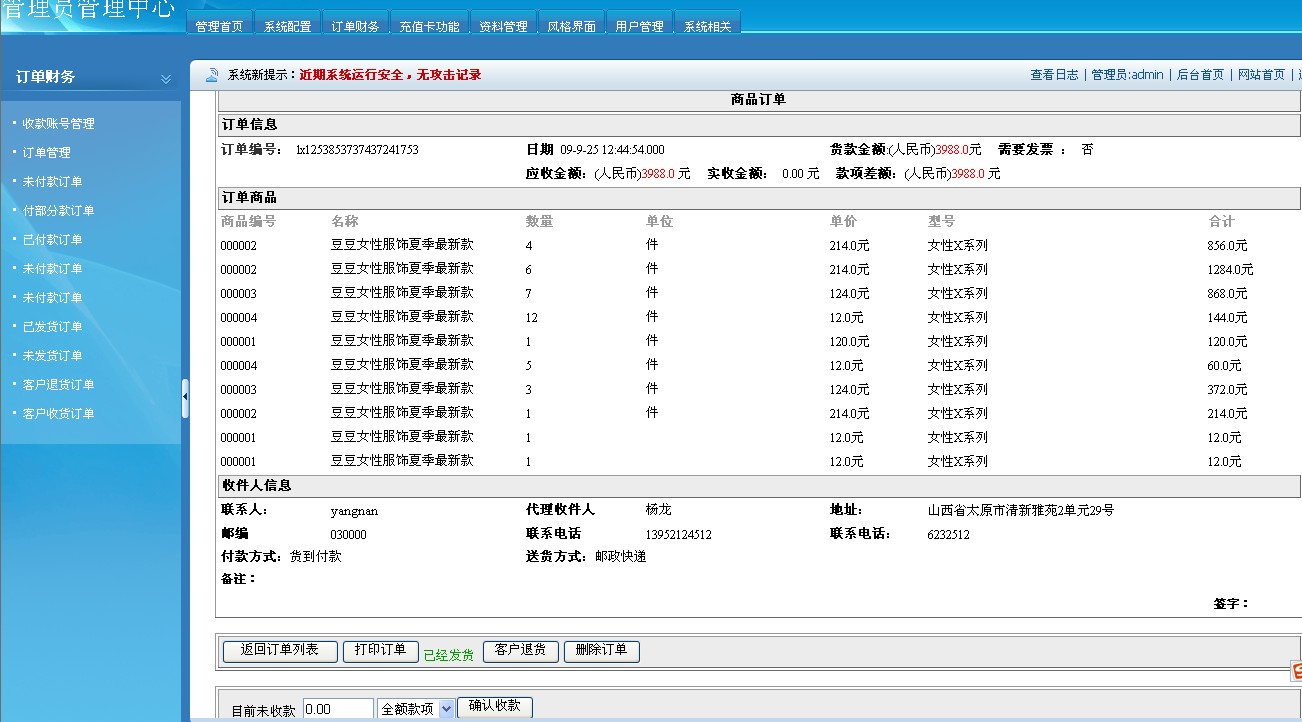 管理员管理中心
管理首页 系统配置 订单财务 充值卡功能 资料管理 风格界面 用户管理 系统相关
订单财务
收款账号管理
订单管理
未付款订单
付部分款订单
已付款订单
未付款订单
未付款订单
已发货订单
未发货订单
客户退货订单
客户收货订单
系统新提示：近期系统运行安全，无攻击记录
查看日志 | 管理员:admin | 后台首页 | 网站首页 |
商品订单
订单信息
订单编号： lx1253853737437241753 日期 09-9-25 12:44:54.000 货款金额:(人民币)3988.0元 需要发票 ： 否
应收金额：(人民币)3988.0 元 实收金额： 0.00 元 款项差额：(人民币)3988.0 元
订单商品
商品编号 名称 数量 单位 单价 型号 合计
000002 豆豆女性服饰夏季最新款 4 件 214.0元 女性X系列 856.0元
000002 豆豆女性服饰夏季最新款 6 件 214.0元 女性X系列 1284.0元
000003 豆豆女性服饰夏季最新款 7 件 124.0元 女性X系列 868.0元
000004 豆豆女性服饰夏季最新款 12 件 12.0元 女性X系列 144.0元
000001 豆豆女性服饰夏季最新款 1 件 120.0元 女性X系列 120.0元
000004 豆豆女性服饰夏季最新款 5 件 12.0元 女性X系列 60.0元
000003 豆豆女性服饰夏季最新款 3 件 124.0元 女性X系列 372.0元
000002 豆豆女性服饰夏季最新款 1 件 214.0元 女性X系列 214.0元
000001 豆豆女性服饰夏季最新款 1 12.0元 女性X系列 12.0元
000001 豆豆女性服饰夏季最新款 1 12.0元 女性X系列 12.0元
收件人信息
联系人： yangnan 代理收件人 杨龙 地址： 山西省太原市清新雅苑2单元29号
邮编 030000 联系电话 13952124512 联系电话： 6232512
付款方式：货到付款 送货方式：邮政快递
备注：
签字：
返回订单列表 打印订单 已经发货 客户退货 删除订单
目前未收款 0.00 全额款项 确认收款